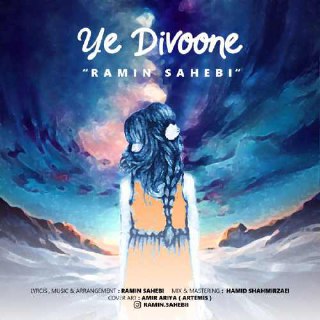 Ye Divoone
"RAMIN SAHEBI"
LYRICS, MUSIC & ARRANGEMENT : RAMIN SAHEBI MIX & MASTERING : HAMID SHAHMIRZAEI
COVER ART : AMIR ARIYA ( ARTEMIS )
RAMIN.SAHEBII